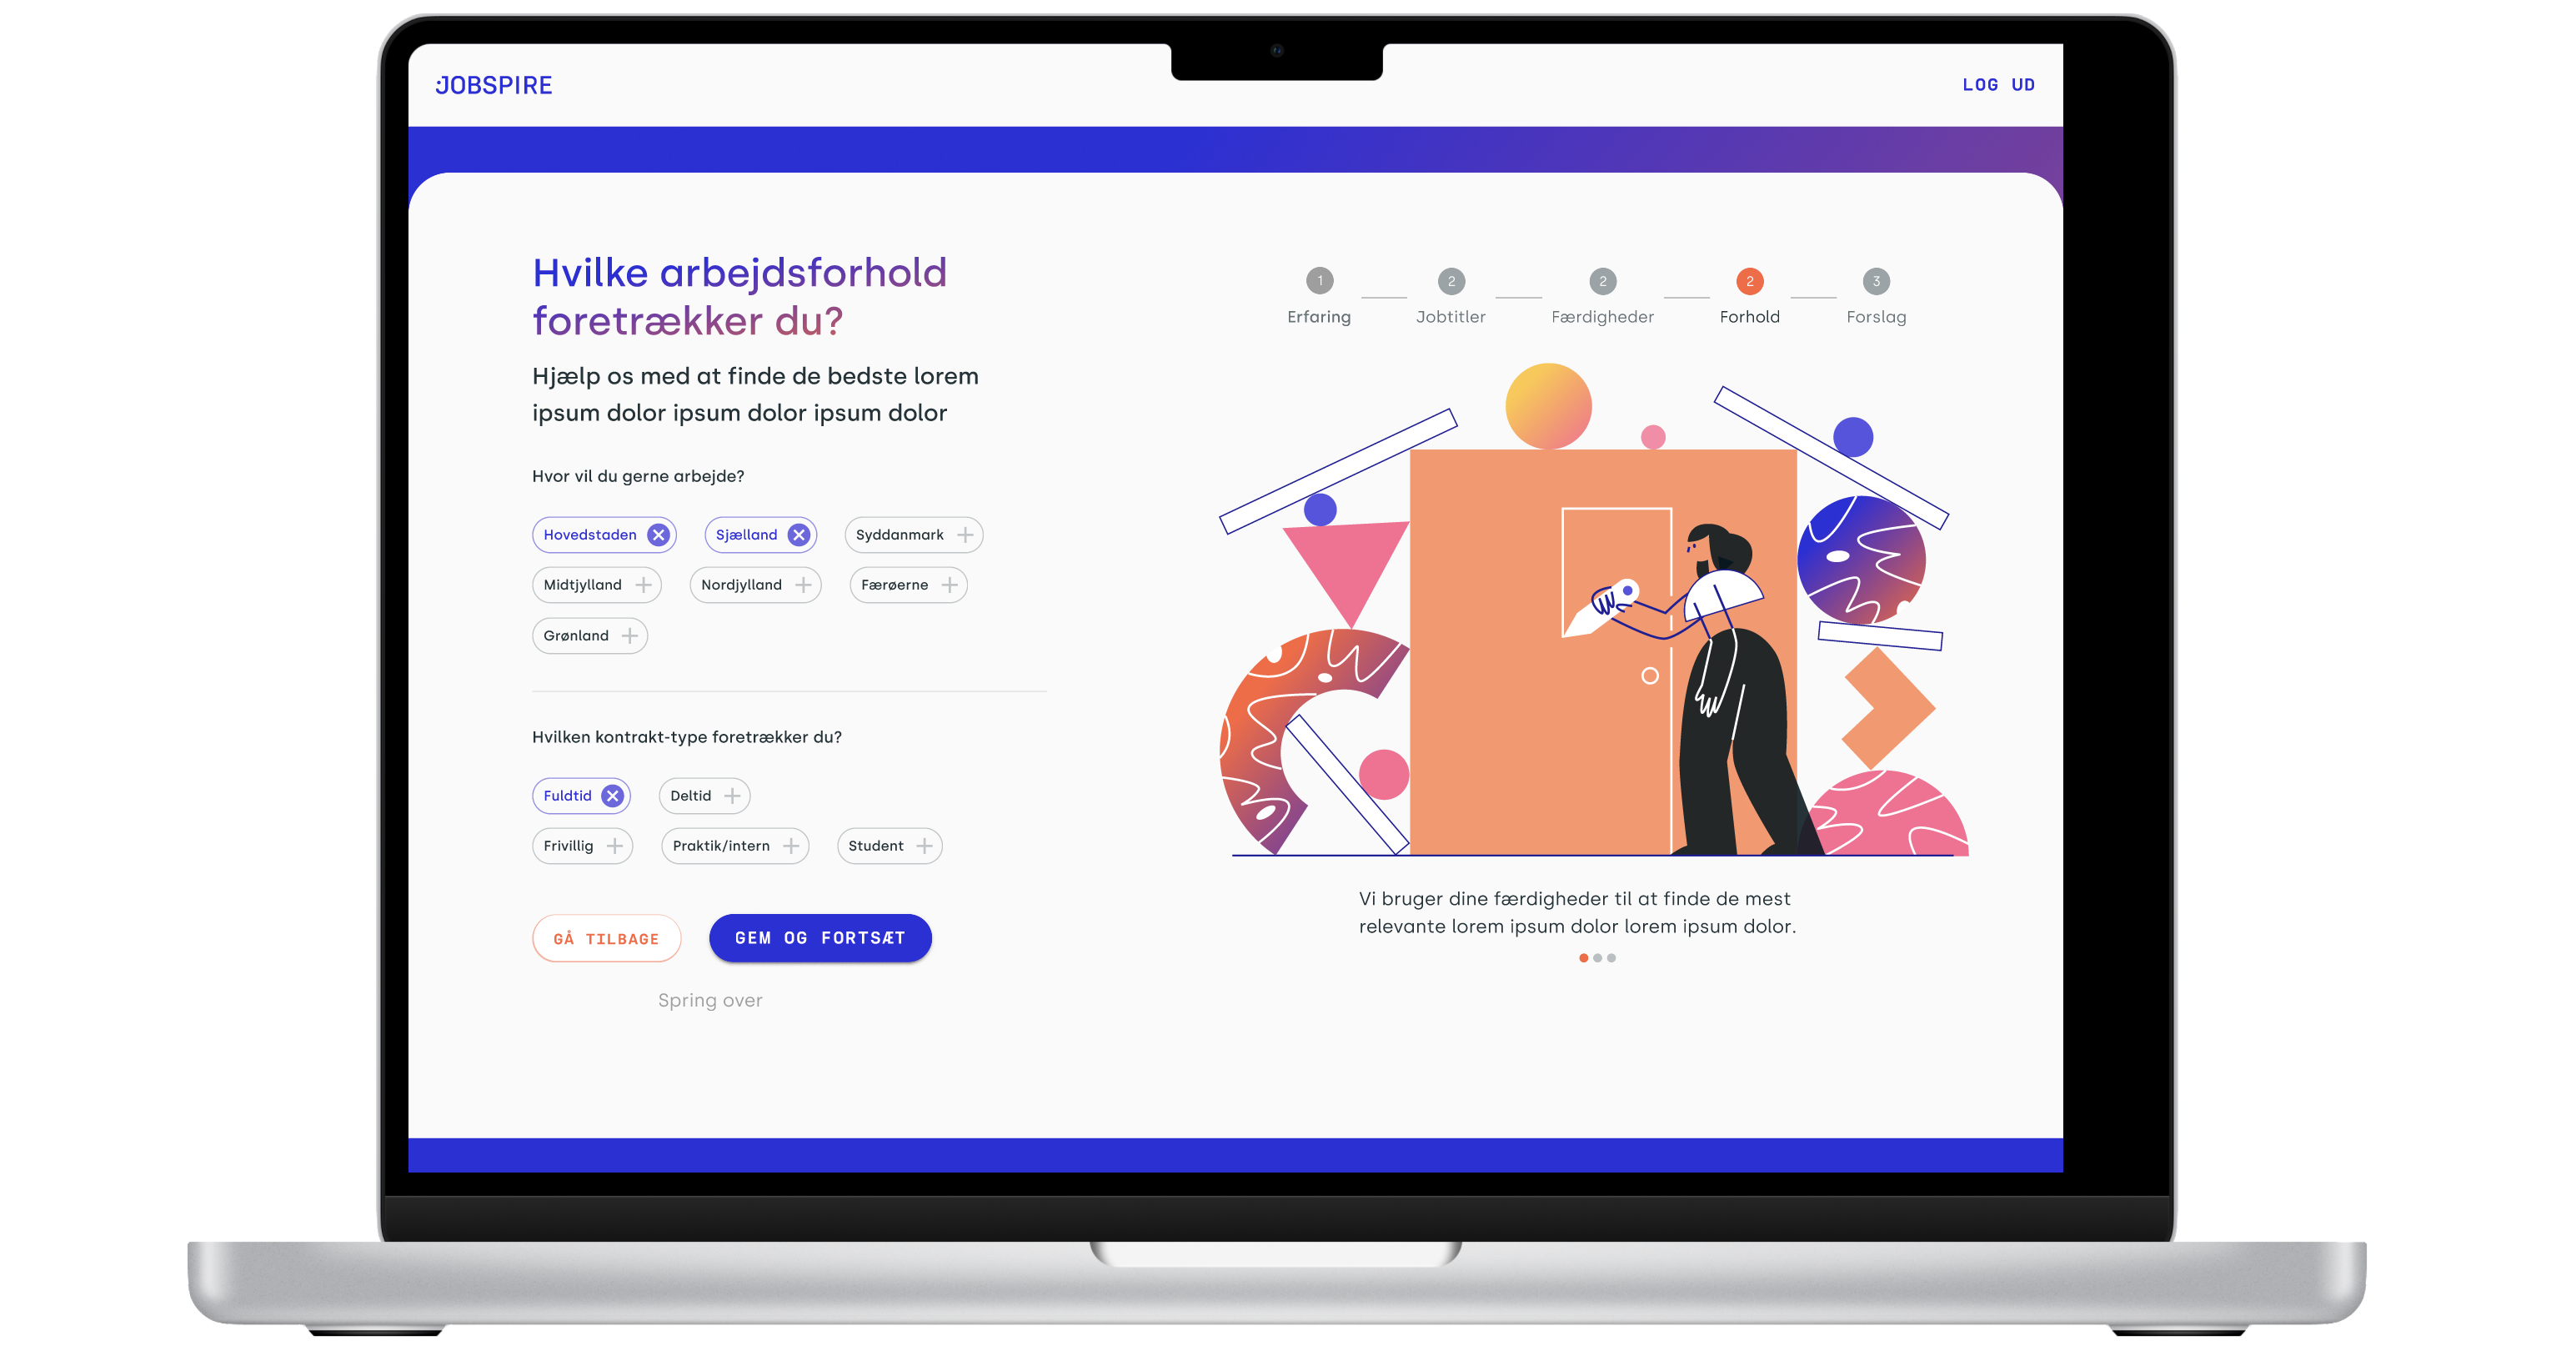 JOBSPIRE
LOG UD
Hvilke arbejdsforhold
foretrækker du?
Hjælp os med at finde de bedste lorem
ipsum dolor ipsum dolor ipsum dolor
Hvor vil du gerne arbejde?
Hovedstaden
Sjælland
Syddanmark
Midtjylland
Nordjylland
Færøerne
Grønland
Hvilken kontrakt-type foretrækker du?
Fuldtid
Deltid
Frivillig
Praktik/intern
Student
GÅ TILBAGE
GEM OG FORTSÆT
Spring over
1
2
2
2
3
Erfaring
Jobtitler
Færdigheder
Forhold
Forslag
Vi bruger dine færdigheder til at finde de mest
relevante lorem ipsum dolor lorem ipsum dolor.